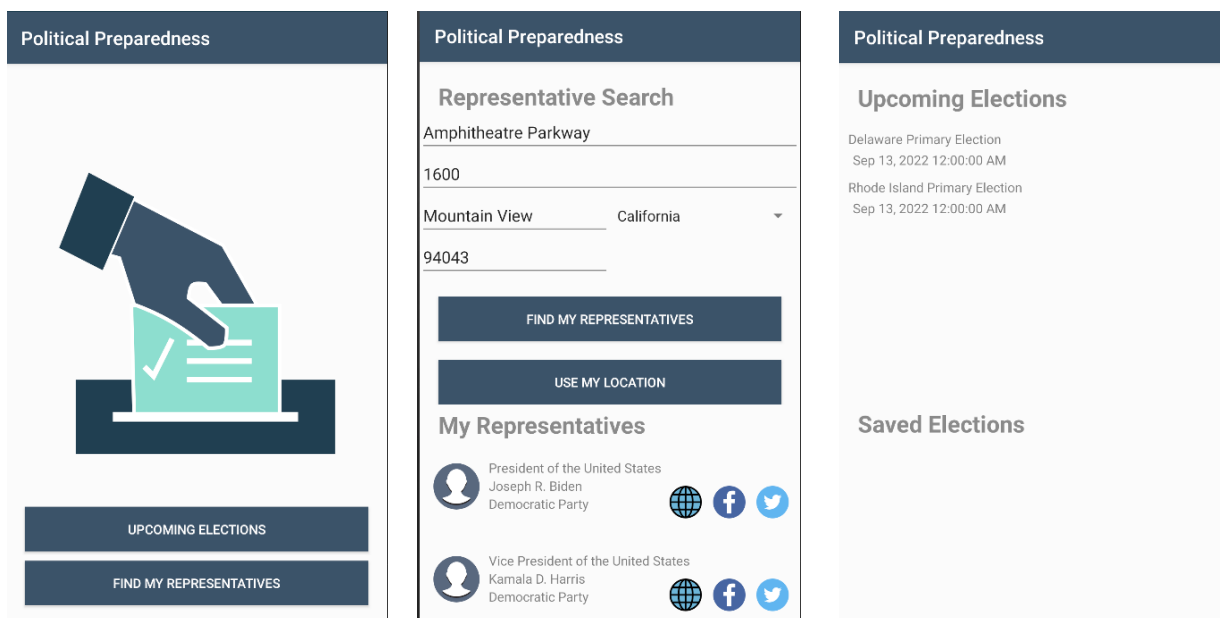 Political Preparedness
UPCOMING ELECTIONS
FIND MY REPRESENTATIVES
Political Preparedness
Representative Search
Amphitheatre Parkway
1600
Mountain View California
94043
FIND MY REPRESENTATIVES
USE MY LOCATION
My Representatives
President of the United States
Joseph R. Biden
Democratic Party
Vice President of the United States
Kamala D. Harris
Democratic Party
Political Preparedness
Upcoming Elections
Delaware Primary Election
Sep 13, 2022 12:00:00 AM
Rhode Island Primary Election
Sep 13, 2022 12:00:00 AM
Saved Elections